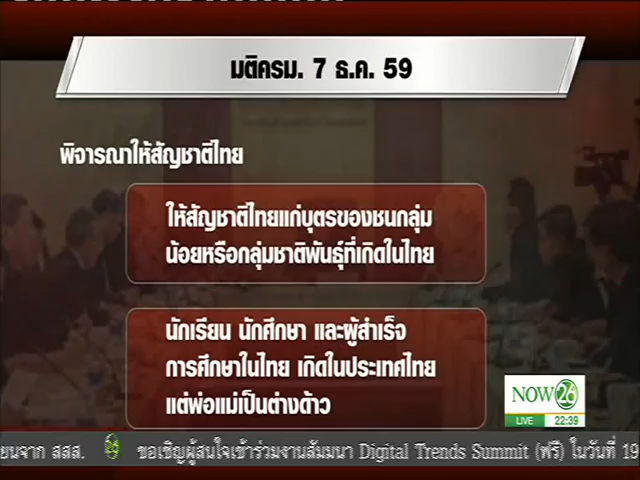 มติครม. 7 ธ.ค. 59
พิจารณาให้สัญชาติไทย
ให้สัญชาติไทยแก่บุตรของชนกลุ่ม
น้อยหรือกลุ่มชาติพันธุ์ที่เกิดในไทย
นักเรียน นักศึกษา และผู้สำเร็จ
การศึกษาในไทย เกิดในประเทศไทย
แต่พ่อแม่เป็นต่างด้าว
NOW26
LIVE 22:39
ยนจาก สสส. ขอเชิญผู้สนใจเข้าร่วมงานสัมมนา Digital Trends Summit (ฟรี) ในวันที่ 19